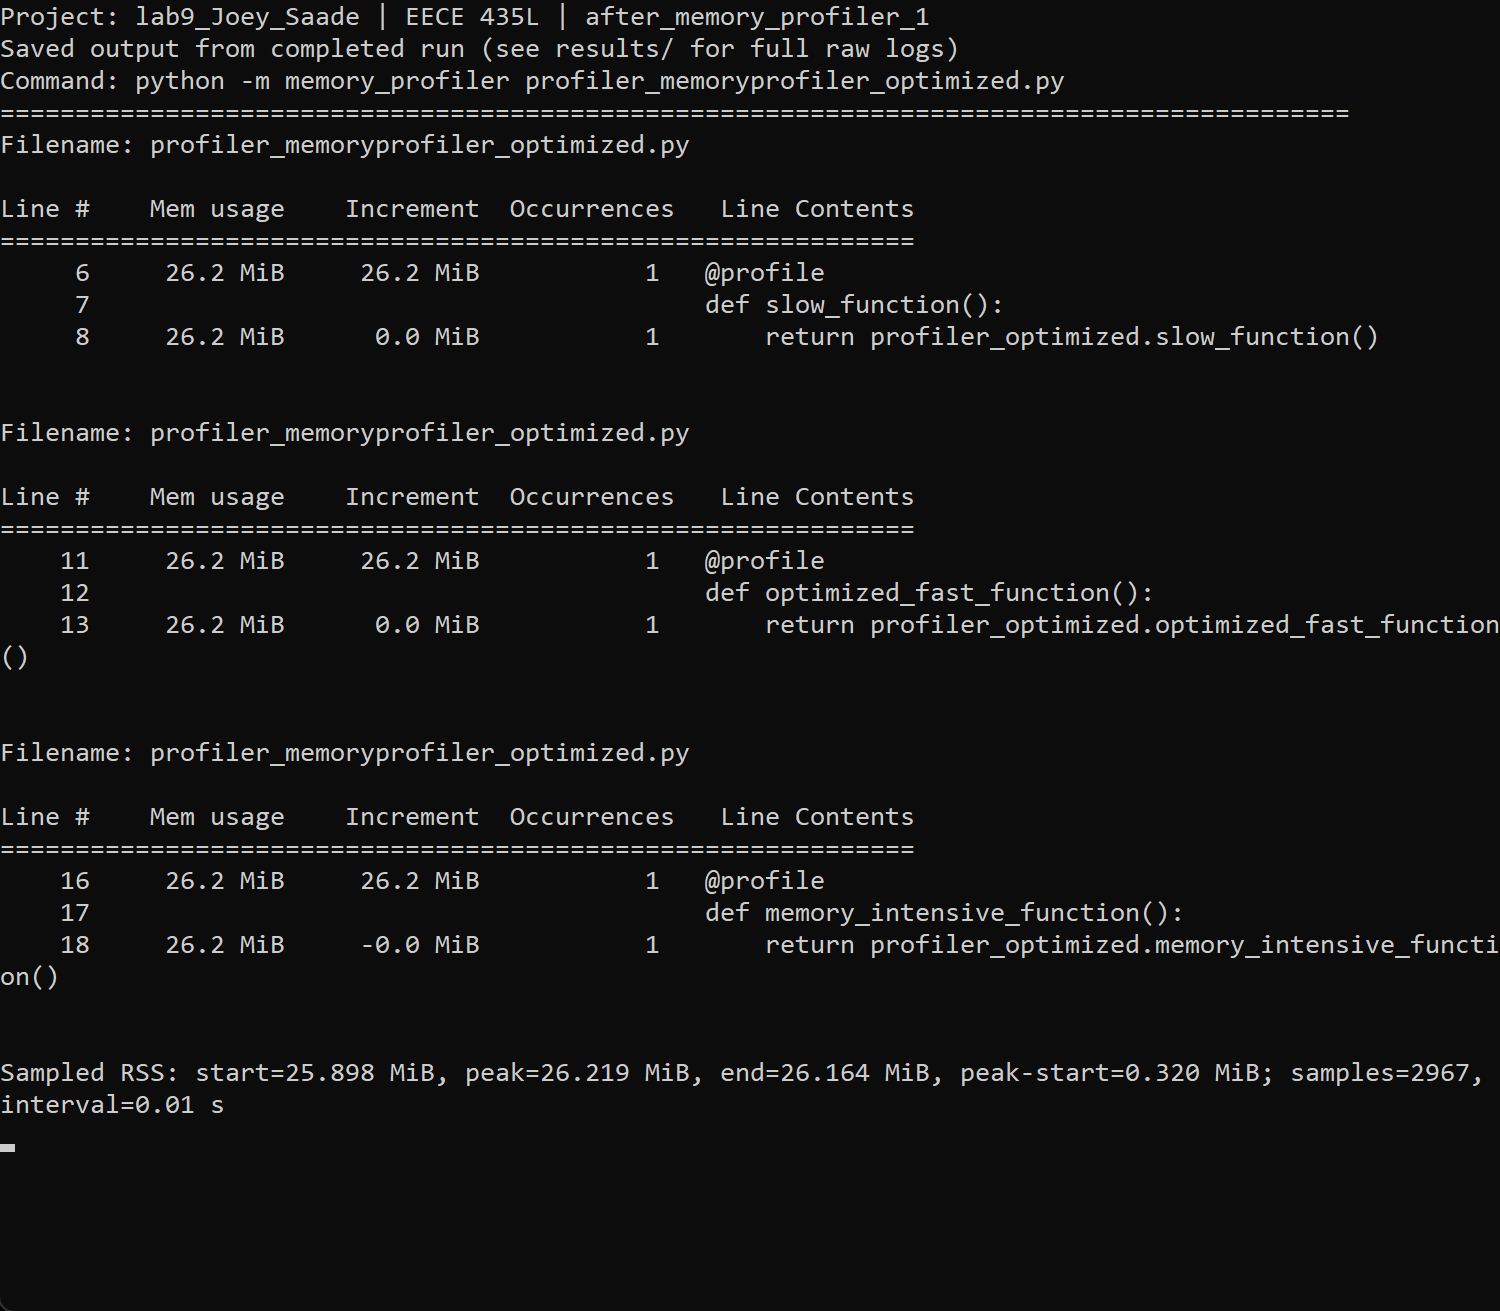 Project: lab9_Joey_Saade | EECE 435L | after_memory_profiler_1
Saved output from completed run (see results/ for full raw logs)
Command: python -m memory_profiler profiler_memoryprofiler_optimized.py
==========================================================================================
Filename: profiler_memoryprofiler_optimized.py
Line #    Mem usage    Increment  Occurrences   Line Contents
=============================================================
     6     26.2 MiB     26.2 MiB           1   @profile
     7                                         def slow_function():
     8     26.2 MiB      0.0 MiB           1       return profiler_optimized.slow_function()
Filename: profiler_memoryprofiler_optimized.py
Line #    Mem usage    Increment  Occurrences   Line Contents
=============================================================
    11     26.2 MiB     26.2 MiB           1   @profile
    12                                         def optimized_fast_function():
    13     26.2 MiB      0.0 MiB           1       return profiler_optimized.optimized_fast_function
()
Filename: profiler_memoryprofiler_optimized.py
Line #    Mem usage    Increment  Occurrences   Line Contents
=============================================================
    16     26.2 MiB     26.2 MiB           1   @profile
    17                                         def memory_intensive_function():
    18     26.2 MiB     -0.0 MiB           1       return profiler_optimized.memory_intensive_functi
on()
Sampled RSS: start=25.898 MiB, peak=26.219 MiB, end=26.164 MiB, peak-start=0.320 MiB; samples=2967,
interval=0.01 s